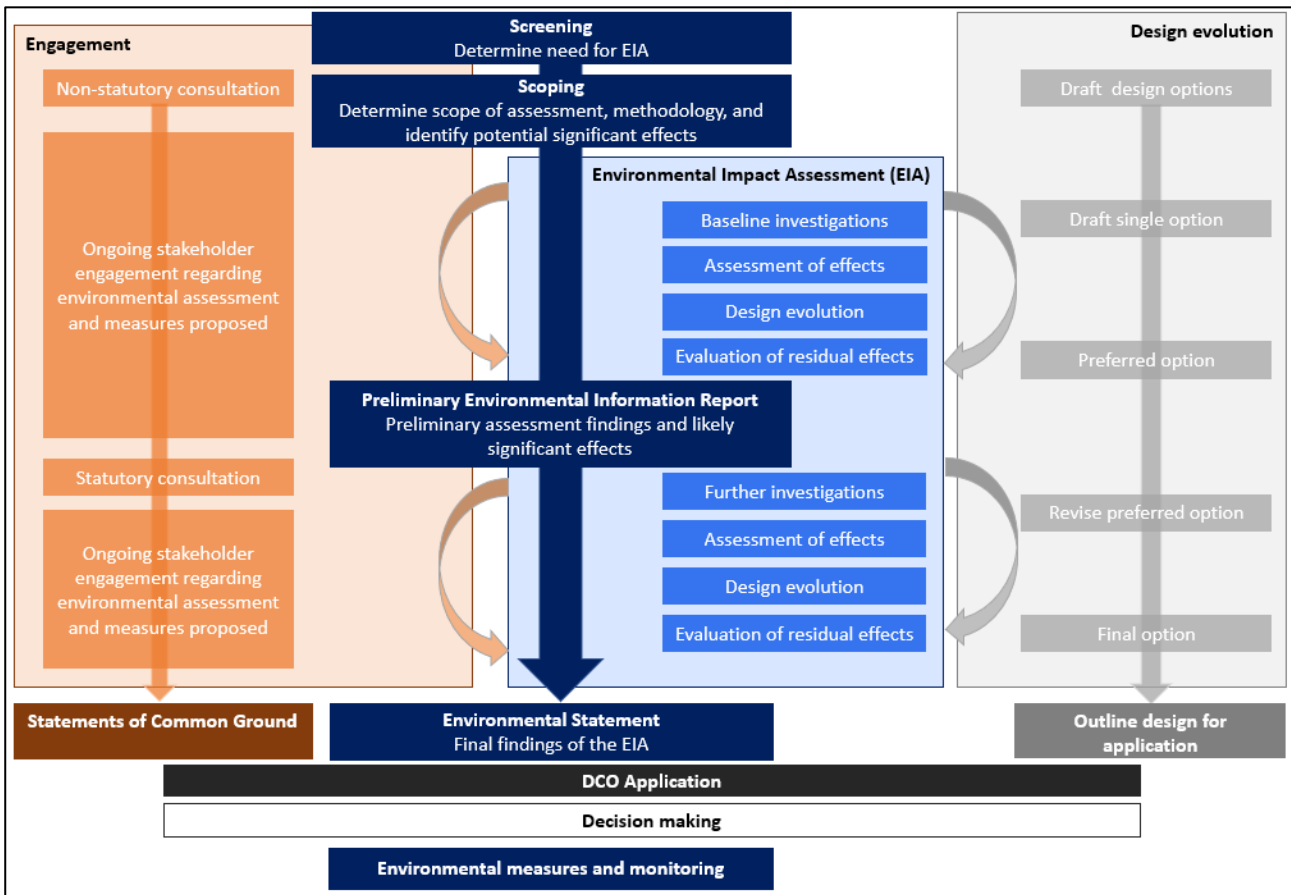 Engagement
Non-statutory consultation
Ongoing stakeholder
engagement regarding
environmental assessment
and measures proposed
Statutory consultation
Ongoing stakeholder
engagement regarding
environmental assessment
and measures proposed
Statements of Common Ground
Screening
Determine need for EIA
Scoping
Determine scope of assessment, methodology, and
identify potential significant effects
Environmental Impact Assessment (EIA)
Baseline investigations
Assessment of effects
Design evolution
Evaluation of residual effects
Preliminary Environmental Information Report
Preliminary assessment findings and likely
significant effects
Further investigations
Assessment of effects
Design evolution
Evaluation of residual effects
Environmental Statement
Final findings of the EIA
Design evolution
Draft design options
Draft single option
Preferred option
Revise preferred option
Final option
Outline design for
application
DCO Application
Decision making
Environmental measures and monitoring